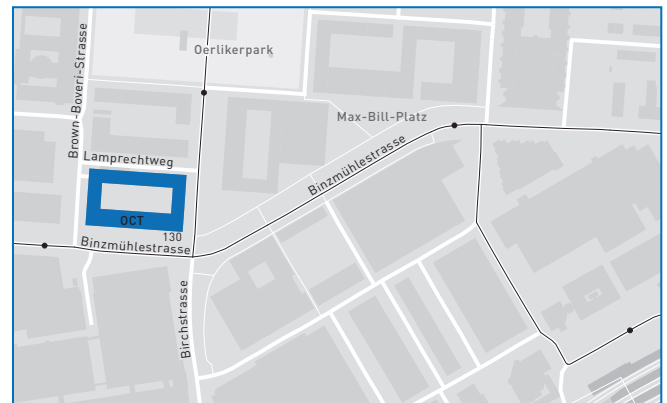 Oerlikerpark
Brown-Boveri-Strasse
Max-Bill-Platz
Lamprechtweg
Binzmühlestrasse
OCT
130
Binzmühlestrasse
Birchstrasse